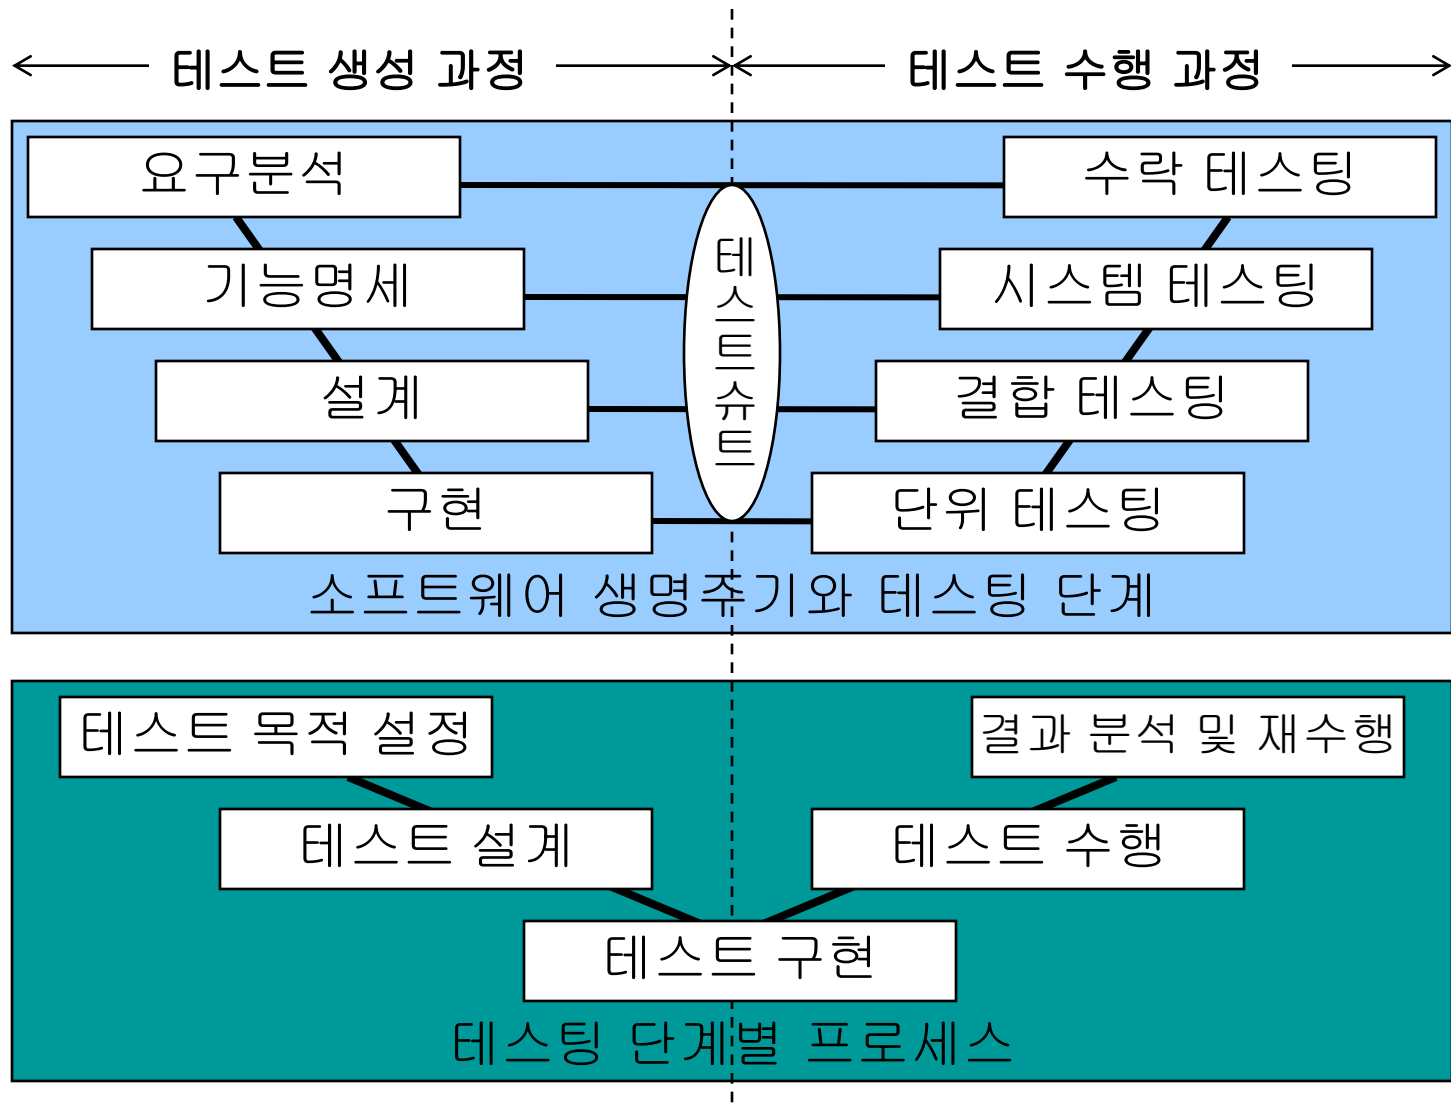 테스트 생성 과정
테스트 수행 과정
요구분석
수락 테스팅
기능명세
시스템 테스팅
설계
결합 테스팅
구현
단위 테스팅
테스트슈트
소프트웨어 생명주기와 테스팅 단계
테스트 목적 설정
결과 분석 및 재수행
테스트 설계
테스트 수행
테스트 구현
테스팅 단계별 프로세스